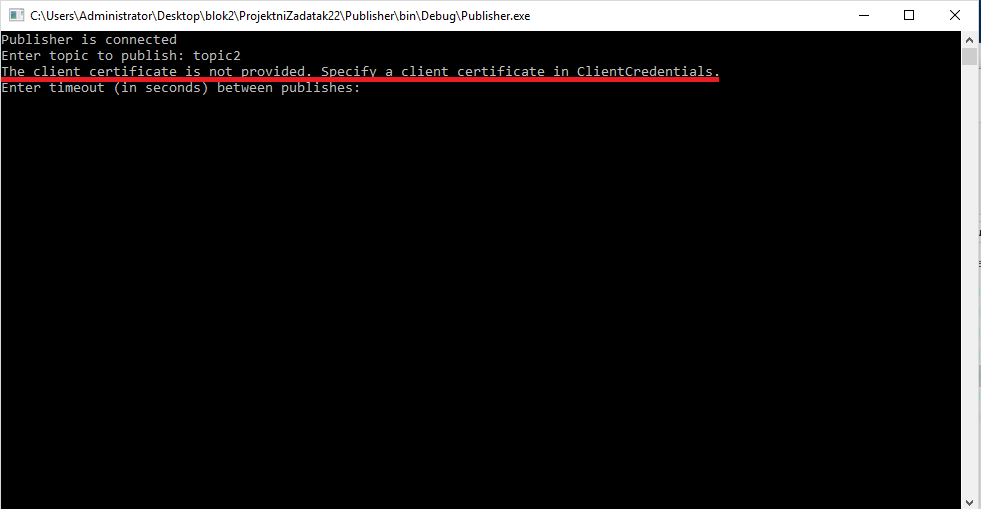 C:\Users\Administrator\Desktop\blok2\ProjektniZadatak22\Publisher\bin\Debug\Publisher.exe
Publisher is connected
Enter topic to publish: topic2
The client certificate is not provided. Specify a client certificate in ClientCredentials.
Enter timeout (in seconds) between publishes: